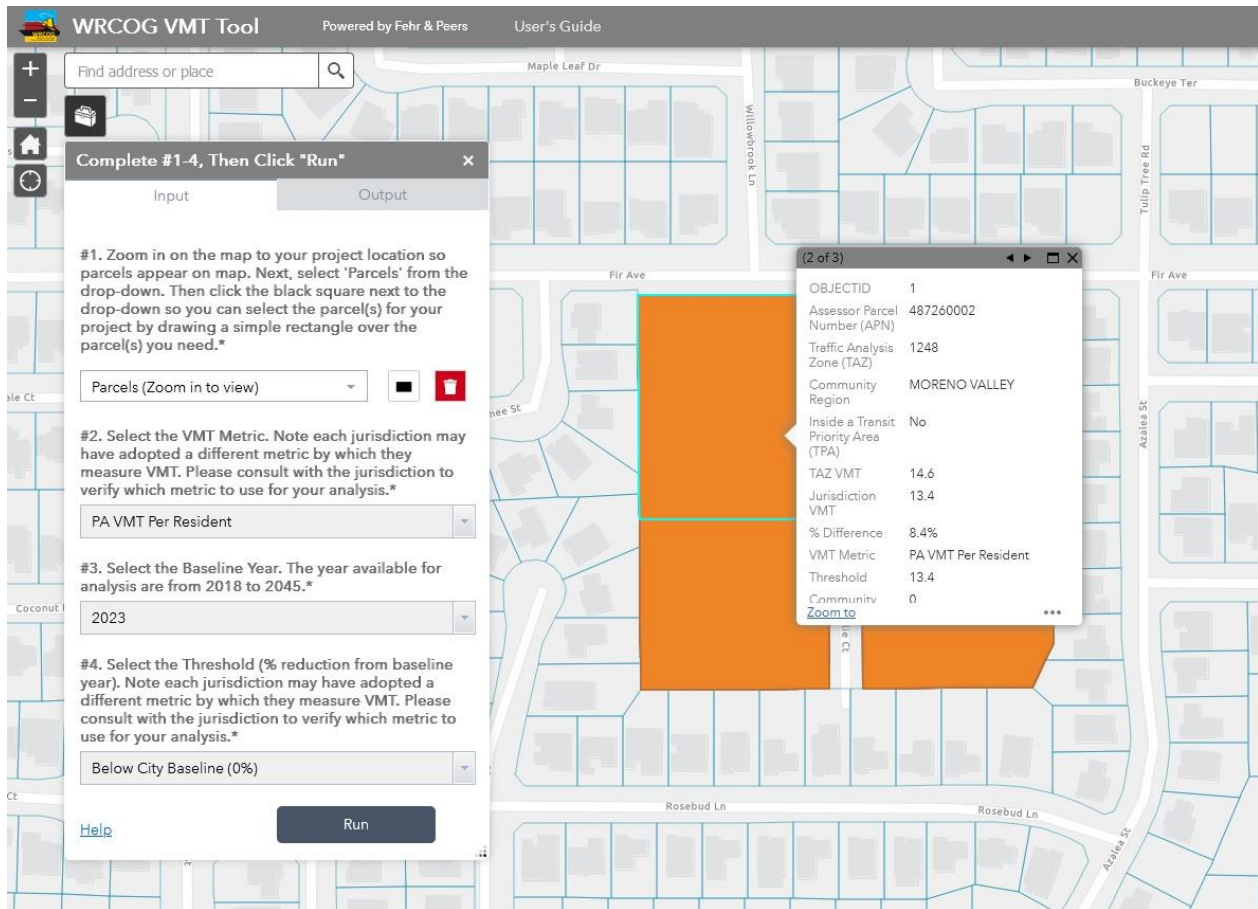 WRCOG VMT Tool
Powered by Fehr & Peers
User's Guide
WRCOG
+
Find address or place
−
Complete #1-4, Then Click "Run"
×
Input
Output
#1. Zoom in on the map to your project location so
parcels appear on map. Next, select 'Parcels' from the
drop-down. Then click the black square next to the
drop-down so you can select the parcel(s) for your
project by drawing a simple rectangle over the
parcel(s) you need.*
Parcels (Zoom in to view)
#2. Select the VMT Metric. Note each jurisdiction may
have adopted a different metric by which they
measure VMT. Please consult with the jurisdiction to
verify which metric to use for your analysis.*
PA VMT Per Resident
#3. Select the Baseline Year. The year available for
analysis are from 2018 to 2045.*
2023
#4. Select the Threshold (% reduction from baseline
year). Note each jurisdiction may have adopted a
different metric by which they measure VMT. Please
consult with the jurisdiction to verify which metric to
use for your analysis.*
Below City Baseline (0%)
Help
Run
Maple Leaf Dr
Buckeye Ter
Willowbrook Ln
Tulip Tree Rd
Fir Ave
Fir Ave
(2 of 3)
OBJECTID 1
Assessor Parcel 487260002
Number (APN)
Traffic Analysis 1248
Zone (TAZ)
Community MORENO VALLEY
Region
Inside a Transit No
Priority Area
(TPA)
TAZ VMT 14.6
Jurisdiction 13.4
VMT
% Difference 8.4%
VMT Metric PA VMT Per Resident
Threshold 13.4
Community 0
Zoom to
•••
Azalea St
ale Ct
nee St
Coconut
lie Ct
Ct
Rosebud Ln
Rosebud Ln
Azalea St